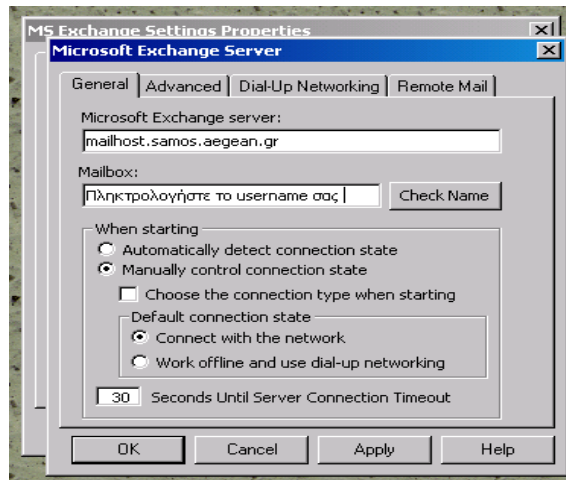 MS Exchange Settings Properties
Microsoft Exchange Server
General Advanced Dial-Up Networking Remote Mail
Microsoft Exchange server:
mailhost.samos.aegean.gr
Mailbox:
Πληκτρολογήστε το username σας Check Name
When starting
Automatically detect connection state
Manually control connection state
Choose the connection type when starting
Default connection state
Connect with the network
Work offline and use dial-up networking
30 Seconds Until Server Connection Timeout
OK Cancel Apply Help